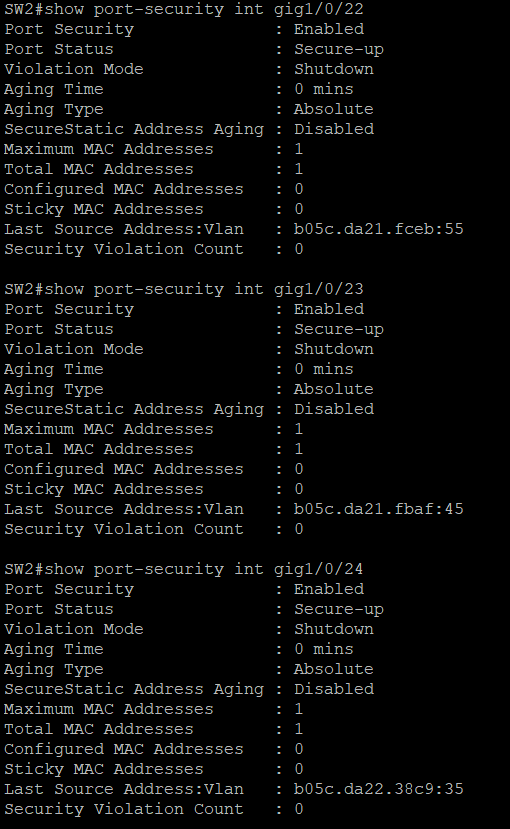 SW2#show port-security int gig1/0/22
Port Security              : Enabled
Port Status                : Secure-up
Violation Mode             : Shutdown
Aging Time                 : 0 mins
Aging Type                 : Absolute
SecureStatic Address Aging : Disabled
Maximum MAC Addresses      : 1
Total MAC Addresses        : 1
Configured MAC Addresses   : 0
Sticky MAC Addresses       : 0
Last Source Address:Vlan   : b05c.da21.fceb:55
Security Violation Count   : 0

SW2#show port-security int gig1/0/23
Port Security              : Enabled
Port Status                : Secure-up
Violation Mode             : Shutdown
Aging Time                 : 0 mins
Aging Type                 : Absolute
SecureStatic Address Aging : Disabled
Maximum MAC Addresses      : 1
Total MAC Addresses        : 1
Configured MAC Addresses   : 0
Sticky MAC Addresses       : 0
Last Source Address:Vlan   : b05c.da21.fbaf:45
Security Violation Count   : 0

SW2#show port-security int gig1/0/24
Port Security              : Enabled
Port Status                : Secure-up
Violation Mode             : Shutdown
Aging Time                 : 0 mins
Aging Type                 : Absolute
SecureStatic Address Aging : Disabled
Maximum MAC Addresses      : 1
Total MAC Addresses        : 1
Configured MAC Addresses   : 0
Sticky MAC Addresses       : 0
Last Source Address:Vlan   : b05c.da22.38c9:35
Security Violation Count   : 0